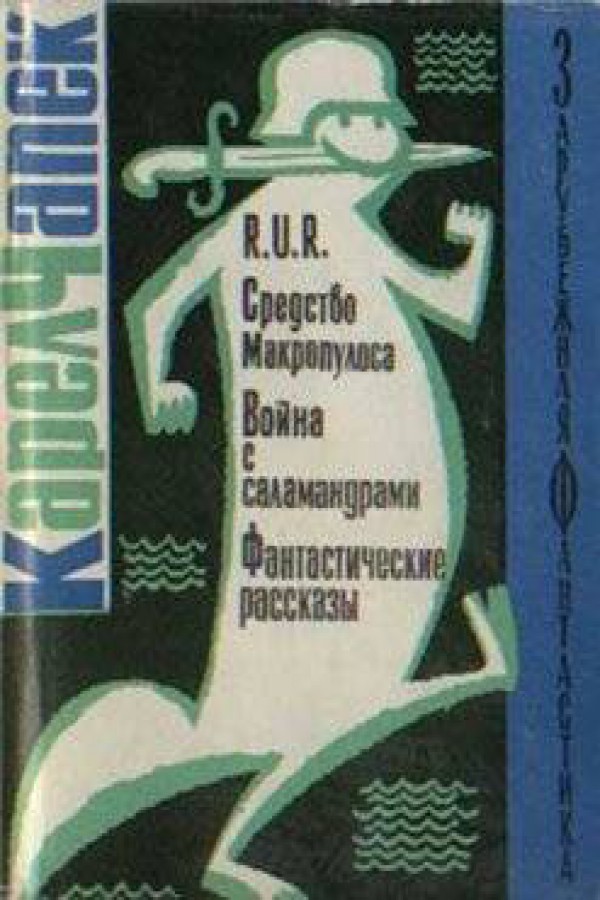 Карел Чапек
R.U.R.
Средство
Макропулоса
Война
с
саламандрами
Фантастические
рассказы
Зарубежная Фантастика